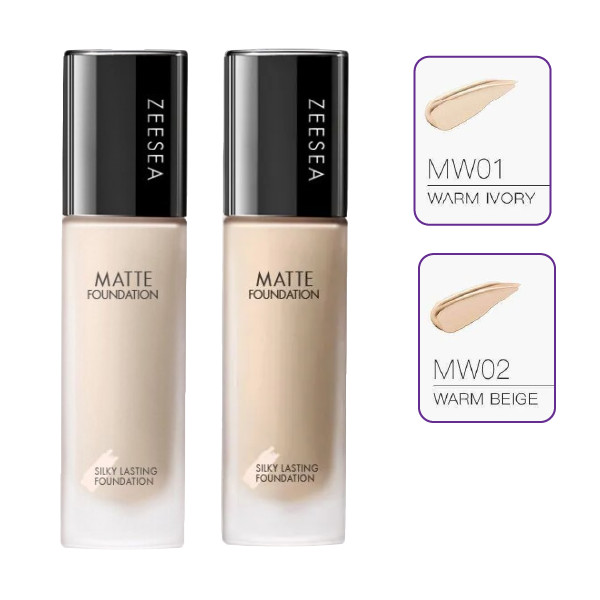 ZEESEA
MATTE
FOUNDATION
SILKY LASTING
FOUNDATION
ZEESEA
MATTE
FOUNDATION
SILKY LASTING
FOUNDATION
MW01
WARM IVORY
MW02
WARM BEIGE